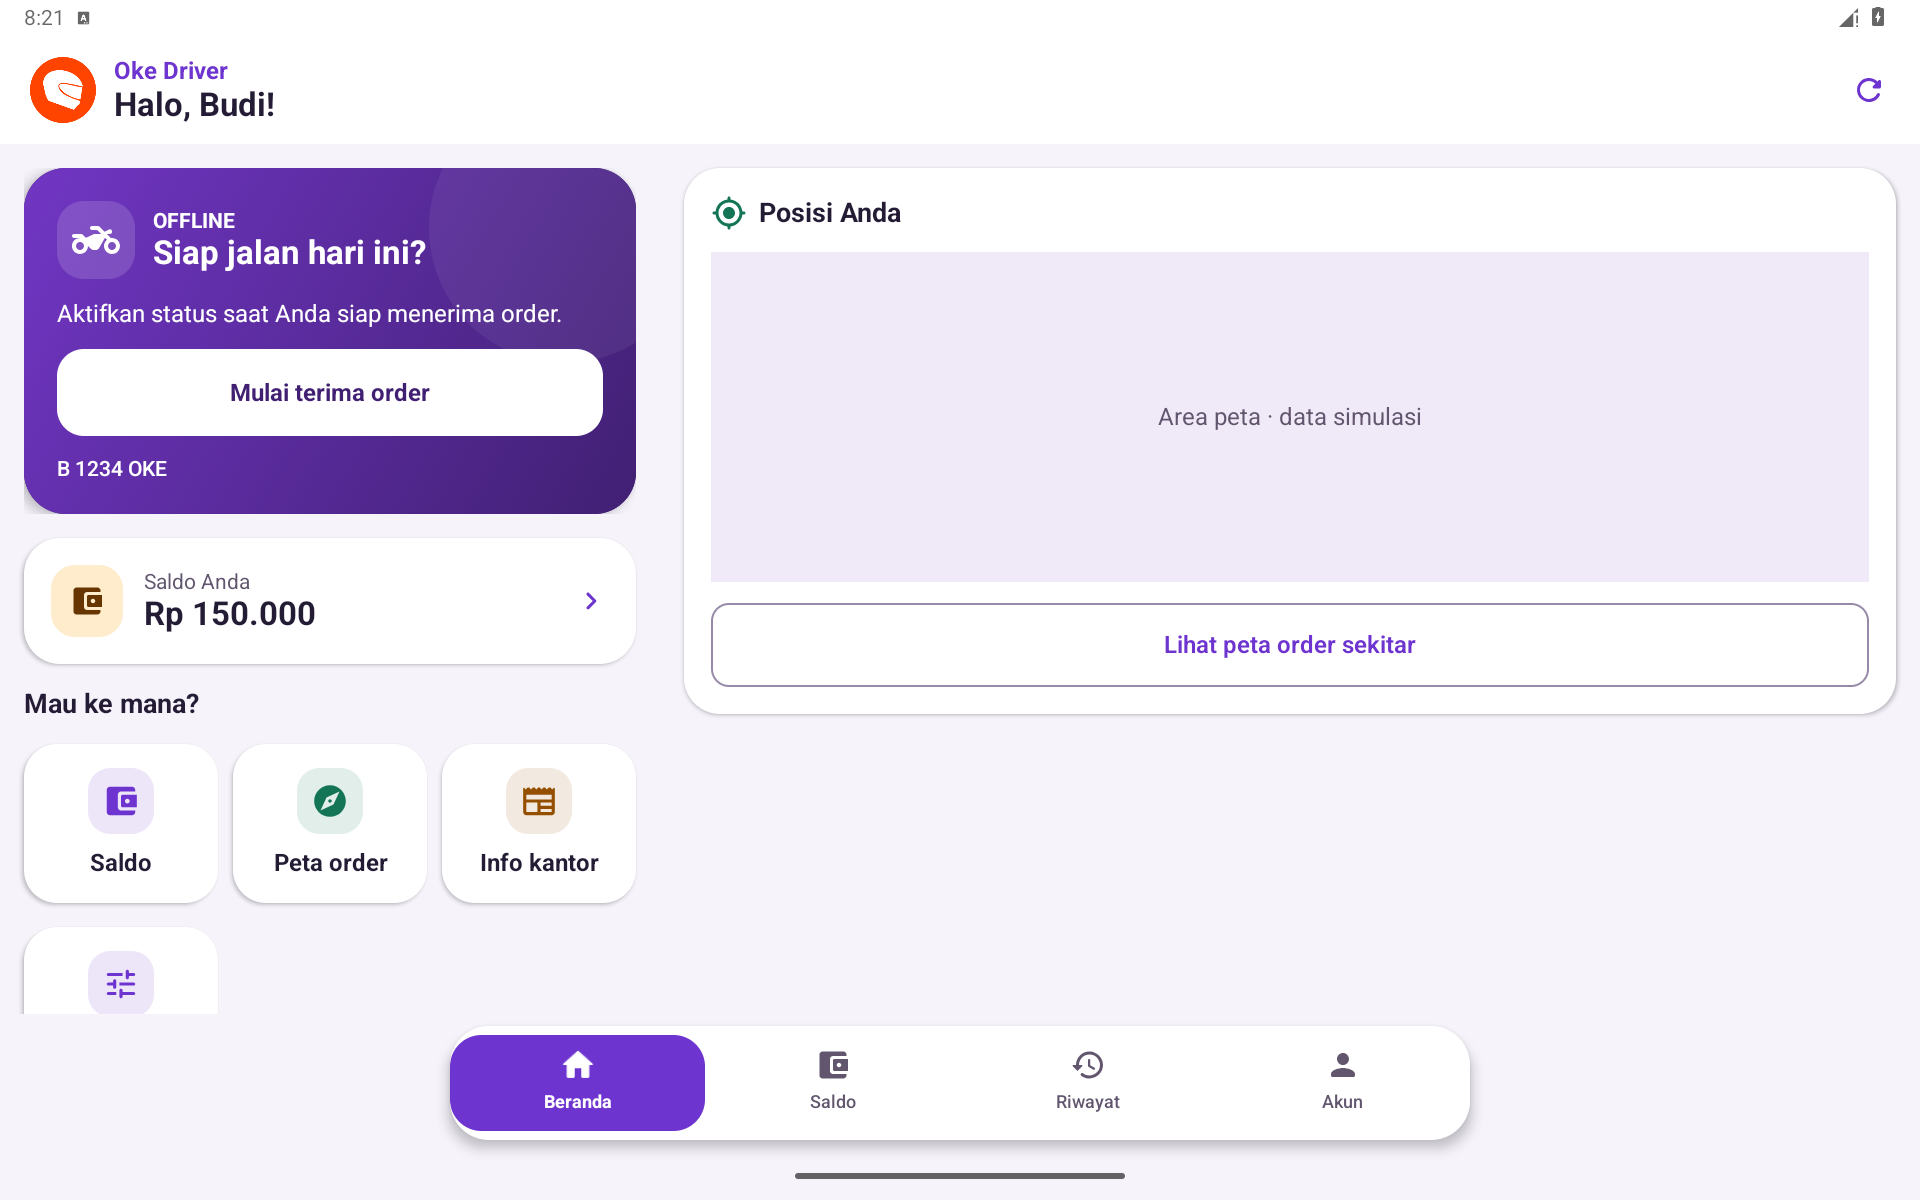 8:21
Oke Driver
Halo, Budi!
OFFLINE
Siap jalan hari ini?
Aktifkan status saat Anda siap menerima order.
Mulai terima order
B 1234 OKE
Saldo Anda
Rp 150.000
Mau ke mana?
Saldo
Peta order
Info kantor
Posisi Anda
Area peta · data simulasi
Lihat peta order sekitar
Beranda
Saldo
Riwayat
Akun